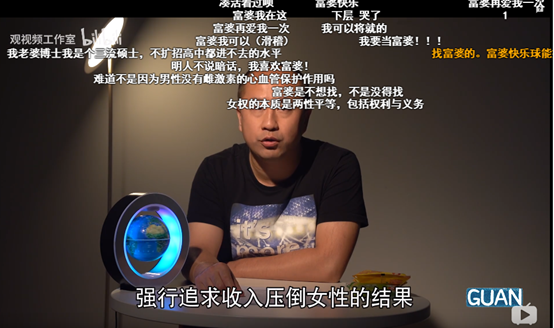 凑活着过呗 富婆快乐 富婆再爱我一次
富婆我在这 下层 哭了 1
观视频工作室 bilibili
富婆再爱我一次 我可以将就的
富婆我可以（滑稽） 我要当富婆！！！
我老婆博士我是个三流硕士，不扩招高中都进不去的水平 找富婆的。富婆快乐球能
明人不说暗话，我喜欢富婆！
难道不是因为男性没有雌激素的心血管保护作用吗
富婆是不想找，不是没得找
女权的本质是两性平等，包括权利与义务
it's
more
强行追求收入压倒女性的结果
GUAN